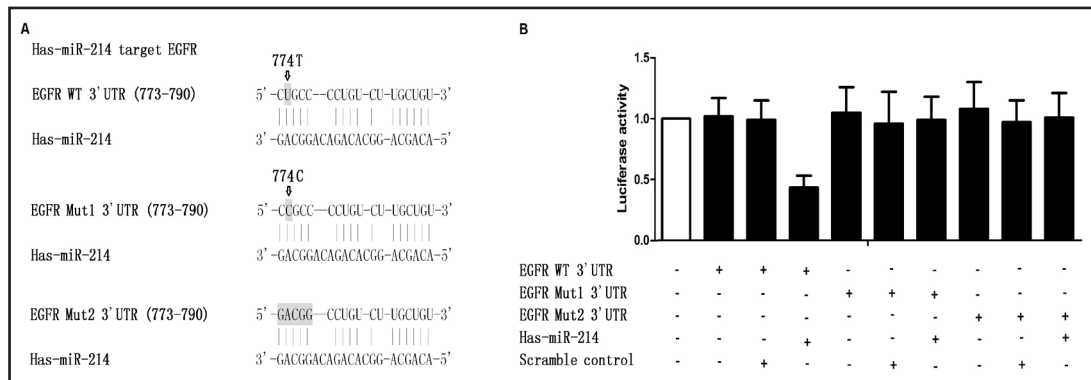 A
Has-miR-214 target EGFR
774T
EGFR WT 3'UTR (773-790) 5'-CUGCC--CCUGU-CU-UGCUGU-3'
Has-miR-214 3'-GACGGACAGACACGG-ACGACA-5'
774C
EGFR Mut1 3'UTR (773-790) 5'-CCGCC--CCUGU-CU-UGCUGU-3'
Has-miR-214 3'-GACGGACAGACACGG-ACGACA-5'
EGFR Mut2 3'UTR (773-790) 5'-GACGG--CCUGU-CU-UGCUGU-3'
Has-miR-214 3'-GACGGACAGACACGG-ACGACA-5'
B
Luciferase activity
1.5
1.0
0.5
0.0
EGFR WT 3'UTR - + + + - - - - - -
EGFR Mut1 3'UTR - - - - + + + - - -
EGFR Mut2 3'UTR - - - - - - - + + +
Has-miR-214 - - - + - - + - - +
Scramble control - - + - - + - - + -